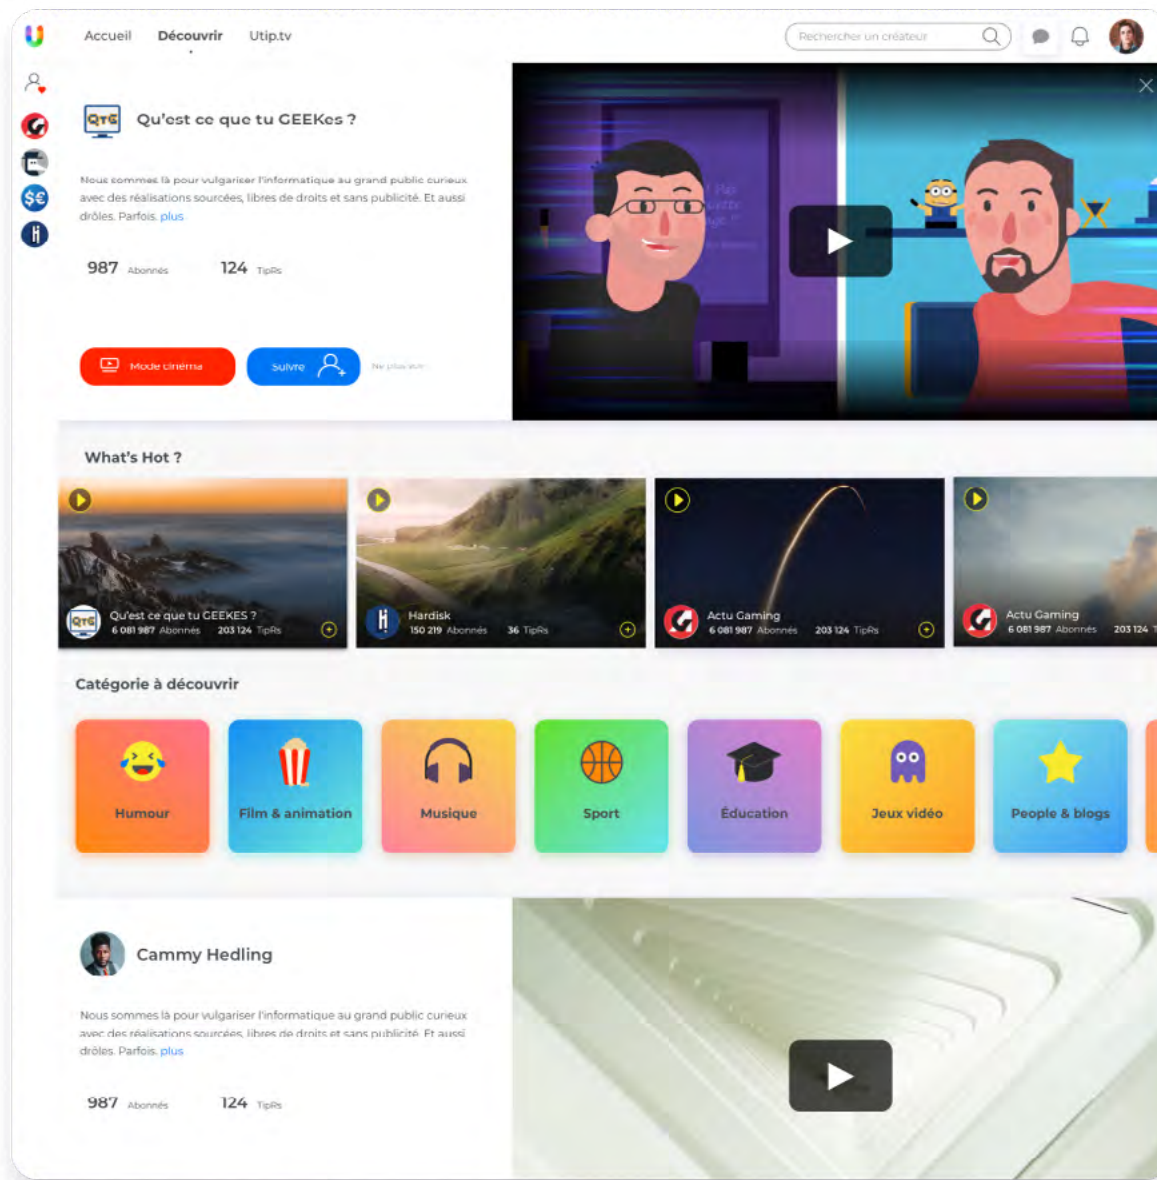 Accueil Découvrir Utip.tv
Rechercher un créateur
QTG Qu'est ce que tu GEEKes ?
Nous sommes là pour vulgariser l'informatique au grand public curieux
avec des réalisations sourcées, libres de droits et sans publicité. Et aussi
drôles. Parfois. plus
987 Abonnés 124 TipRs
Mode cinéma Suivre Ne plus voir
$€
What's Hot ?
QTG Qu'est ce que tu GEEKES ?
6 081 987 Abonnés 203 124 TipRs
Hardisk
150 219 Abonnés 36 TipRs
Actu Gaming
6 081 987 Abonnés 203 124 TipRs
Actu Gaming
6 081 987 Abonnés 203 124 T
Catégorie à découvrir
Humour
Film & animation
Musique
Sport
Éducation
Jeux vidéo
People & blogs
Cammy Hedling
Nous sommes là pour vulgariser l'informatique au grand public curieux
avec des réalisations sourcées, libres de droits et sans publicité. Et aussi
drôles. Parfois. plus
987 Abonnés 124 TipRs